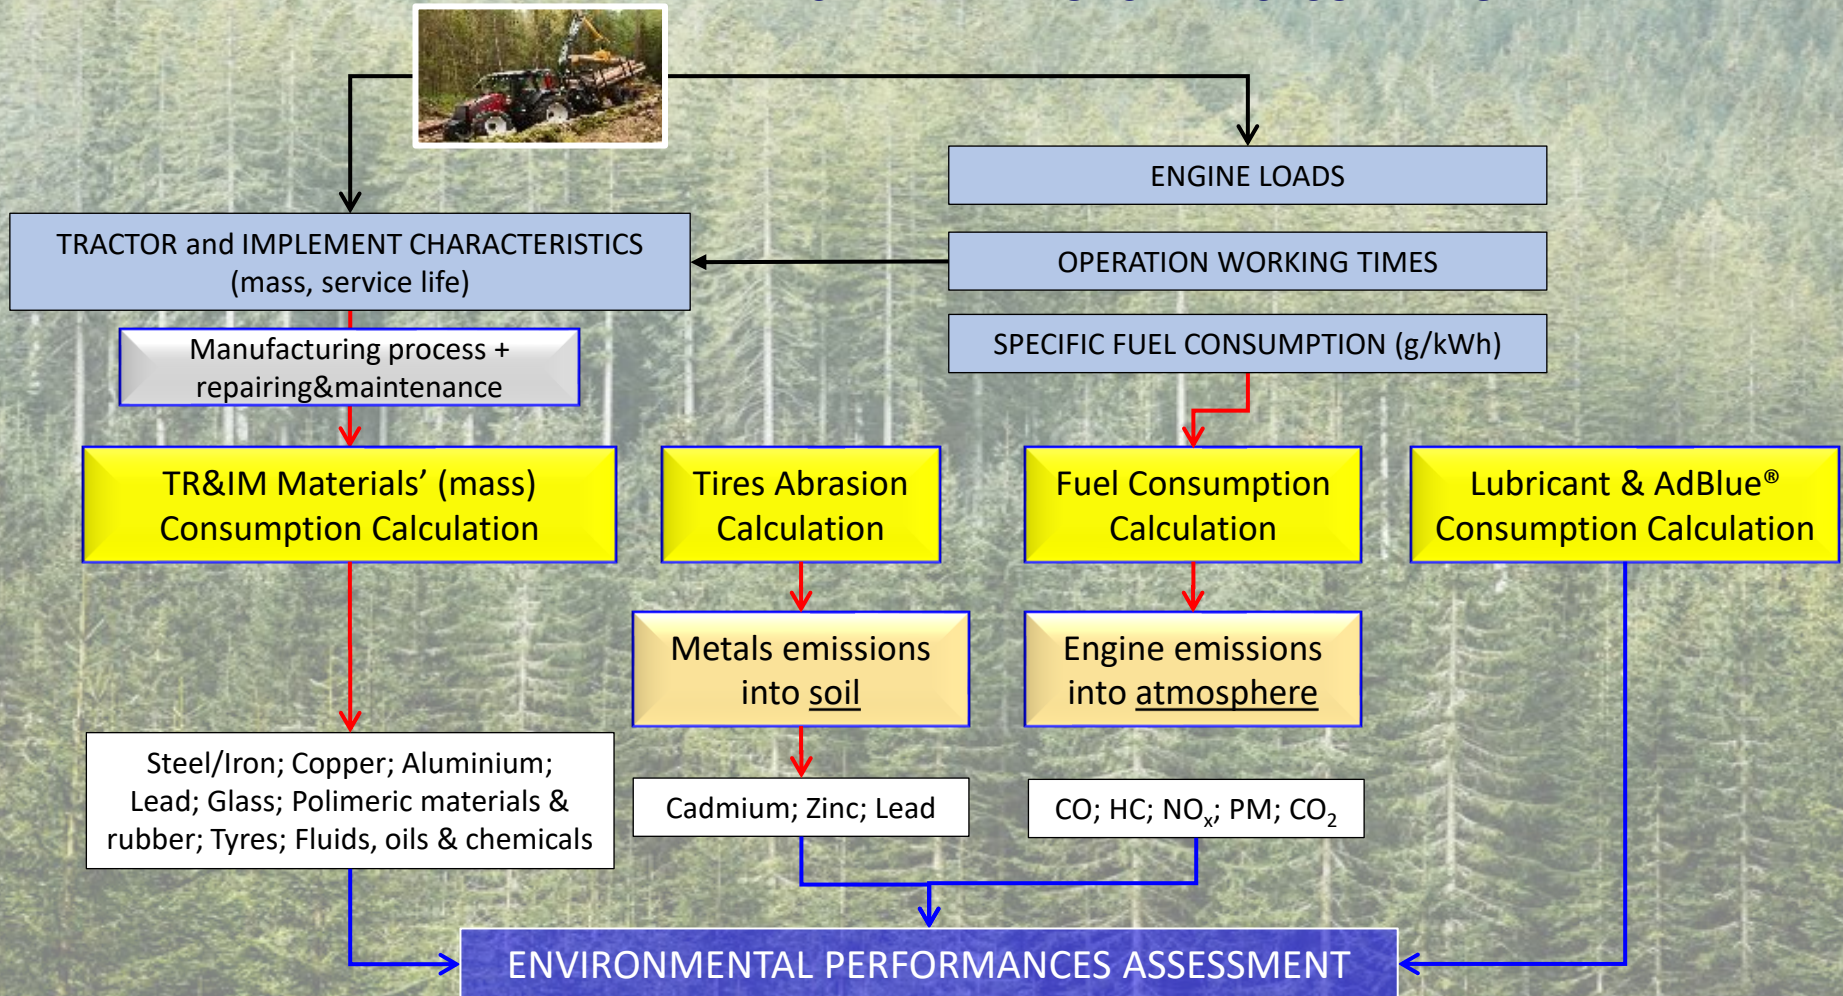 ENGINE LOADS
TRACTOR and IMPLEMENT CHARACTERISTICS
(mass, service life)
OPERATION WORKING TIMES
SPECIFIC FUEL CONSUMPTION (g/kWh)
Manufacturing process +
repairing&maintenance
TR&IM Materials’ (mass)
Consumption Calculation
Tires Abrasion
Calculation
Fuel Consumption
Calculation
Lubricant & AdBlue®
Consumption Calculation
Metals emissions
into soil
Engine emissions
into atmosphere
Steel/Iron; Copper; Aluminium;
Lead; Glass; Polimeric materials &
rubber; Tyres; Fluids, oils & chemicals
Cadmium; Zinc; Lead
CO; HC; NOx; PM; CO2
ENVIRONMENTAL PERFORMANCES ASSESSMENT